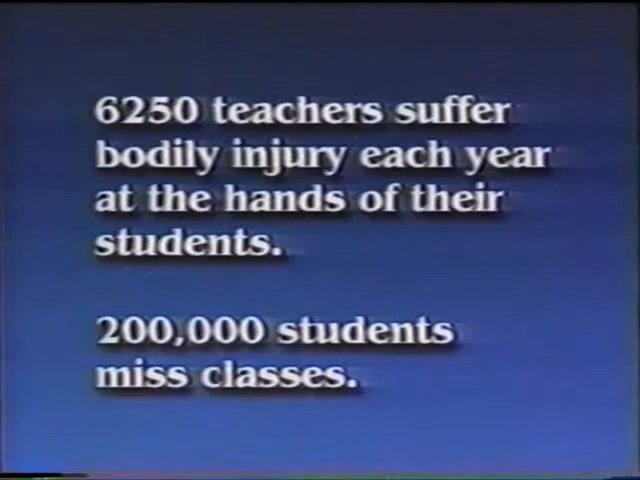 6250 teachers suffer
bodily injury each year
at the hands of their
students.
200,000 students
miss classes.